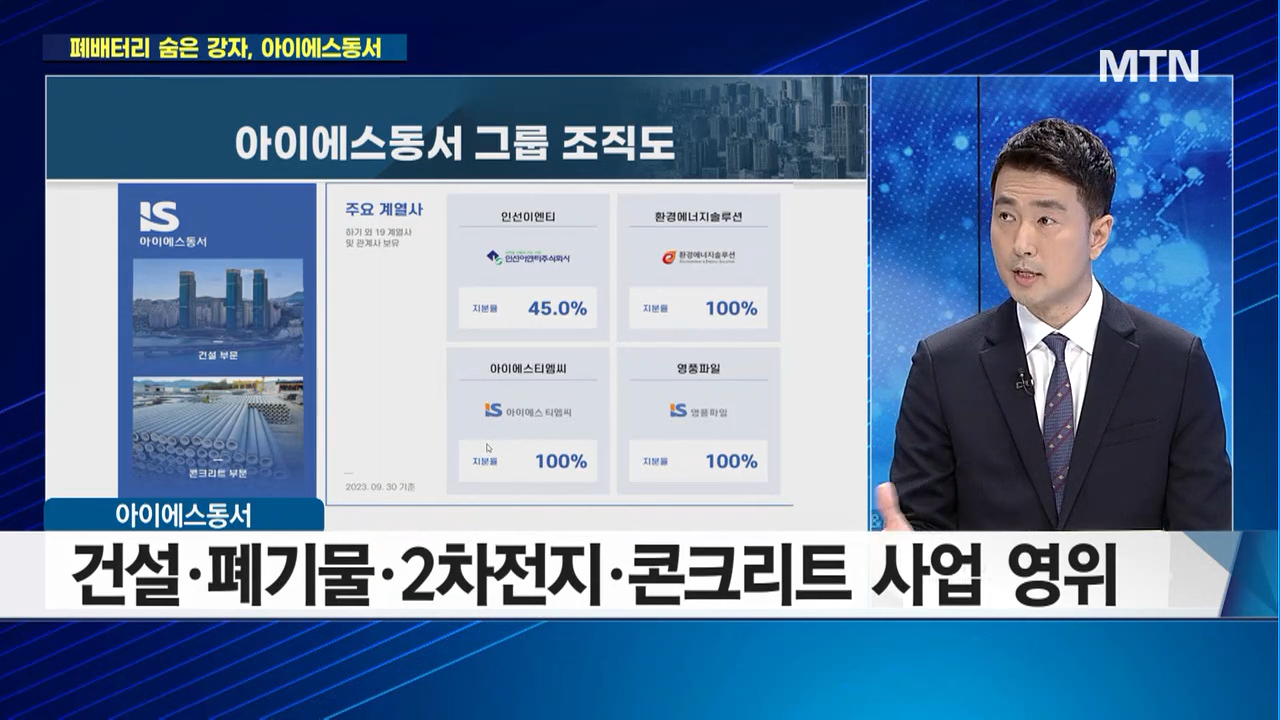 폐배터리 숨은 강자, 아이에스동서
MTN
아이에스동서 그룹 조직도
IS
아이에스동서
건설 부문
콘크리트 부문
주요 계열사
하기 외 19 계열사
및 관계사 보유
2023. 09. 30 기준
인선이엔티
인선이엔티주식회사
지분율 45.0%
환경에너지솔루션
환경에너지솔루션
지분율 100%
아이에스티엠씨
IS 아이에스티엠씨
지분율 100%
영풍파일
IS 영풍파일
지분율 100%
아이에스동서
건설·폐기물·2차전지·콘크리트 사업 영위